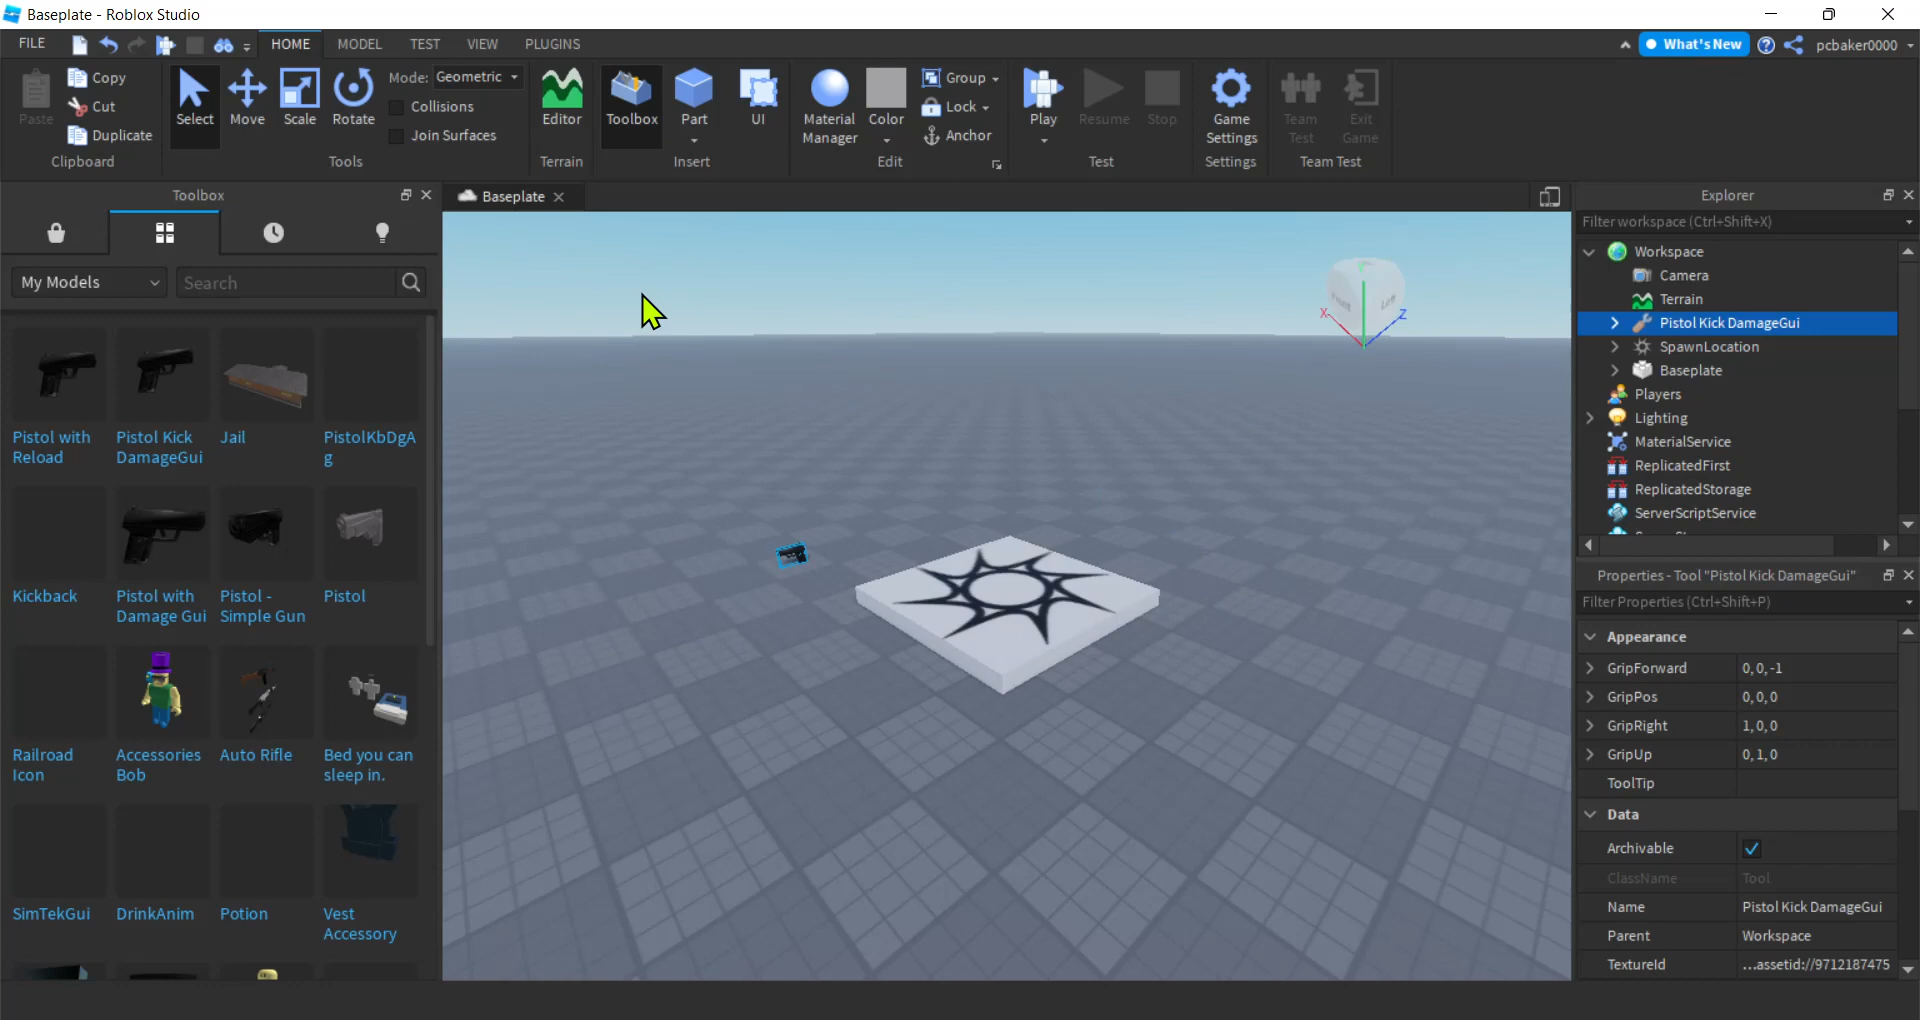 Baseplate - Roblox Studio
FILE
HOME
MODEL
TEST
VIEW
PLUGINS
What's New
pcbaker0000
Paste
Copy
Cut
Duplicate
Clipboard
Select
Move
Scale
Rotate
Mode: Geometric
Collisions
Join Surfaces
Tools
Editor
Terrain
Toolbox
Part
UI
Insert
Material
Manager
Color
Group
Lock
Anchor
Edit
Play
Resume
Stop
Test
Game
Settings
Settings
Team
Test
Exit
Game
Team Test
Toolbox
Baseplate
Explorer
My Models
Search
Pistol with
Reload
Pistol Kick
DamageGui
Jail
PistolKbDgA
g
Kickback
Pistol with
Damage Gui
Pistol -
Simple Gun
Pistol
Railroad
Icon
Accessories
Bob
Auto Rifle
Bed you can
sleep in.
SimTekGui
DrinkAnim
Potion
Vest
Accessory
X
Z
Filter workspace (Ctrl+Shift+X)
Workspace
Camera
Terrain
Pistol Kick DamageGui
SpawnLocation
Baseplate
Players
Lighting
MaterialService
ReplicatedFirst
ReplicatedStorage
ServerScriptService
Properties - Tool "Pistol Kick DamageGui"
Filter Properties (Ctrl+Shift+P)
Appearance
GripForward 0, 0, -1
GripPos 0, 0, 0
GripRight 1, 0, 0
GripUp 0, 1, 0
ToolTip
Data
Archivable
ClassName Tool
Name Pistol Kick DamageGui
Parent Workspace
TextureId ...assetid://9712187475